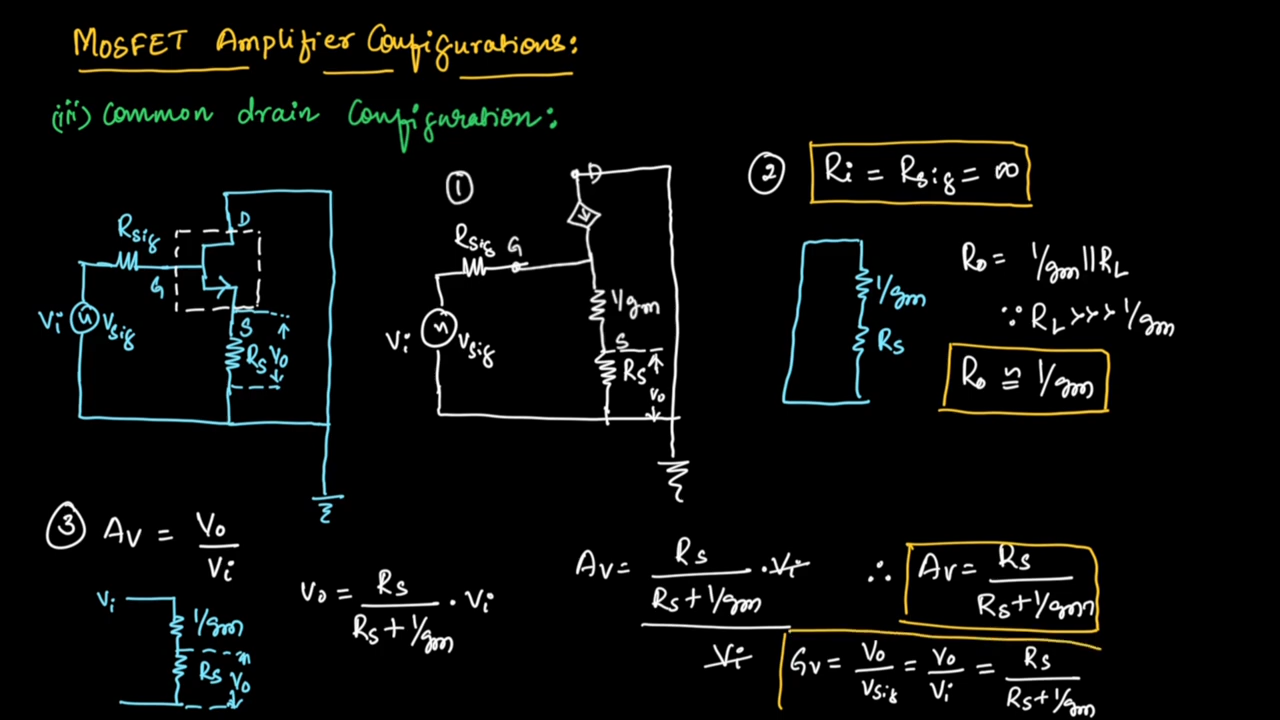 MOSFET Amplifier Configurations:
(iii) Common drain Configuration:
Rsig
D
G
Vi
Vsig
S
Rs
Vo
①
D
Rsig
G
1/gm
Vi
Vsig
S
Rs
Vo
② Ri = Rsig = ∞
1/gm
Rs
Ro = 1/gm || RL
∵ RL >>> 1/gm
Ro ≅ 1/gm
③ Av = Vo/Vi
Vi
1/gm
Rs
Vo
Vo = Rs/(Rs + 1/gm) . Vi
Av = (Rs/(Rs + 1/gm) . Vi)/Vi
∴ Av = Rs/(Rs + 1/gm)
Gv = Vo/Vsig = Vo/Vi = Rs/(Rs + 1/gm)